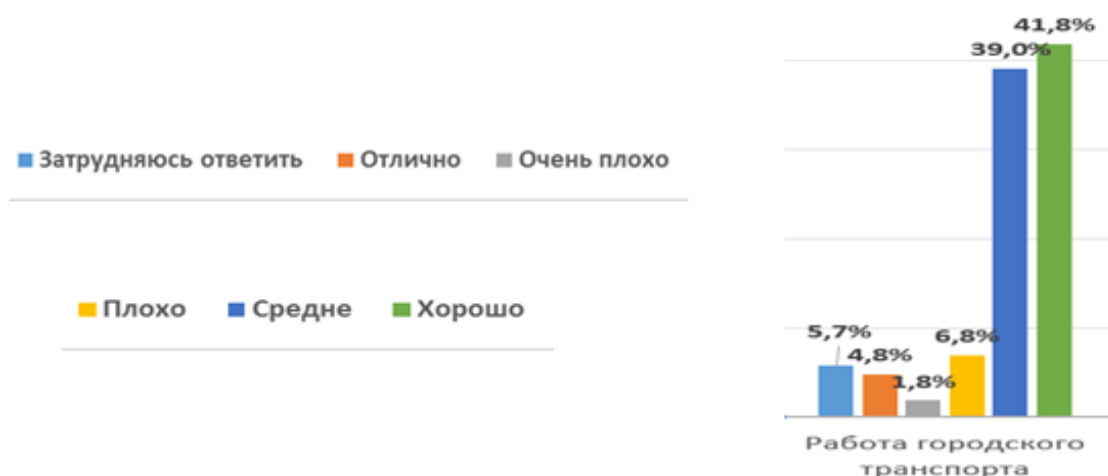 41,8%
39,0%
Затрудняюсь ответить Отлично Очень плохо
Плохо Средне Хорошо
5,7%
4,8%
6,8%
1,8%
Работа городского
транспорта